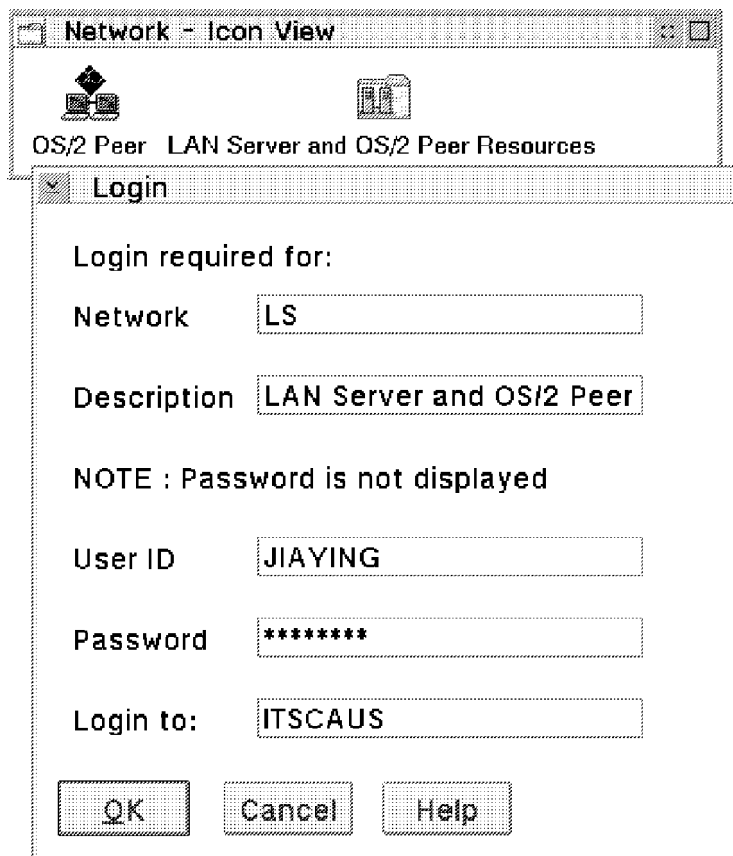 Network - Icon View
OS/2 Peer LAN Server and OS/2 Peer Resources
Login
Login required for:
Network LS
Description LAN Server and OS/2 Peer
NOTE : Password is not displayed
User ID JIAYING
Password ********
Login to: ITSCAUS
OK Cancel Help